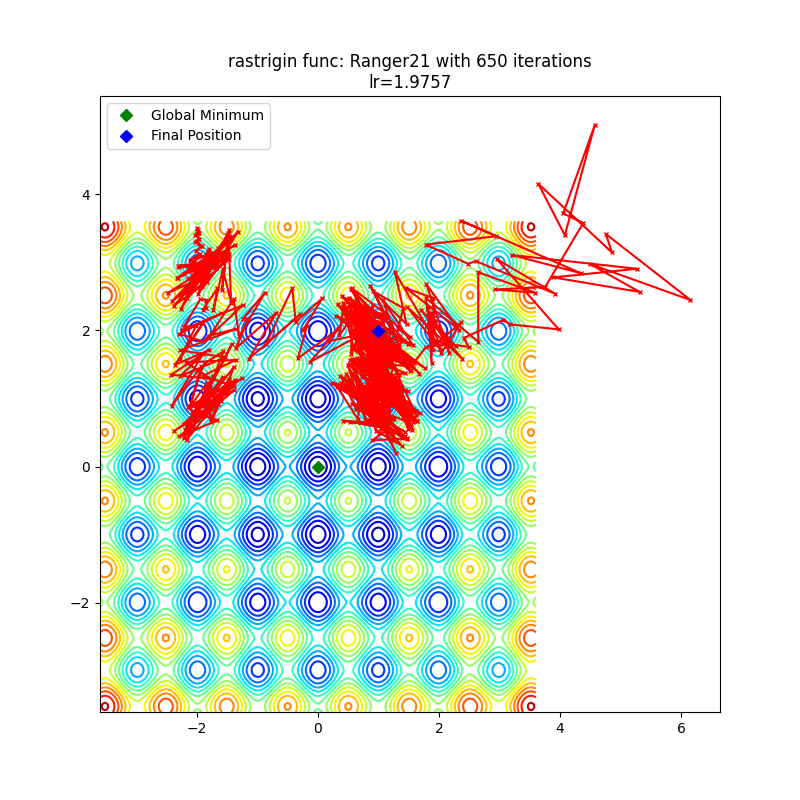 rastrigin func: Ranger21 with 650 iterations
lr=1.9757
Global Minimum
Final Position
4
2
0
−2
−2
0
2
4
6